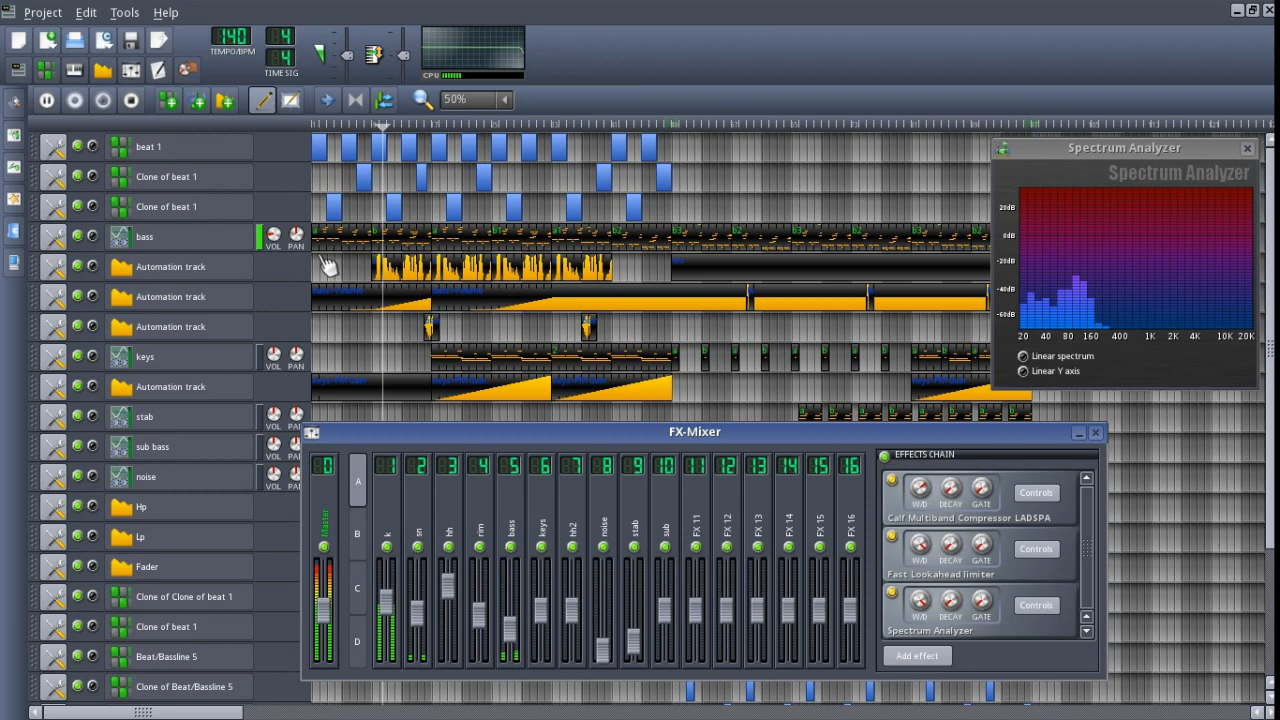 Project Edit Tools Help
140 4
TEMPO/BPM 4
TIME SIG
CPU
50%
beat 1
Clone of beat 1
Clone of beat 1
bass VOL PAN
Automation track
Automation track
Automation track
keys VOL PAN
Automation track
stab VOL
sub bass VOL
noise VOL
Hp
Lp
Fader
Clone of Clone of beat 1
Clone of beat 1
Beat/Bassline 5
Clone of Beat/Bassline 5
Spectrum Analyzer
Spectrum Analyzer
20dB
0dB
-20dB
-40dB
-60dB
20 40 80 160 400 1K 2K 4K 10K 20K
Linear spectrum
Linear Y axis
FX-Mixer
0 1 2 3 4 5 6 7 8 9 10 11 12 13 14 15 16
Master k sn hh rim bass keys hh2 noise stab sub FX 11 FX 12 FX 13 FX 14 FX 15 FX 16
A
B
C
D
EFFECTS CHAIN
W/D DECAY GATE Controls
Calf Multiband Compressor LADSPA
W/D DECAY GATE Controls
Fast Lookahead limiter
W/D DECAY GATE Controls
Spectrum Analyzer
Add effect